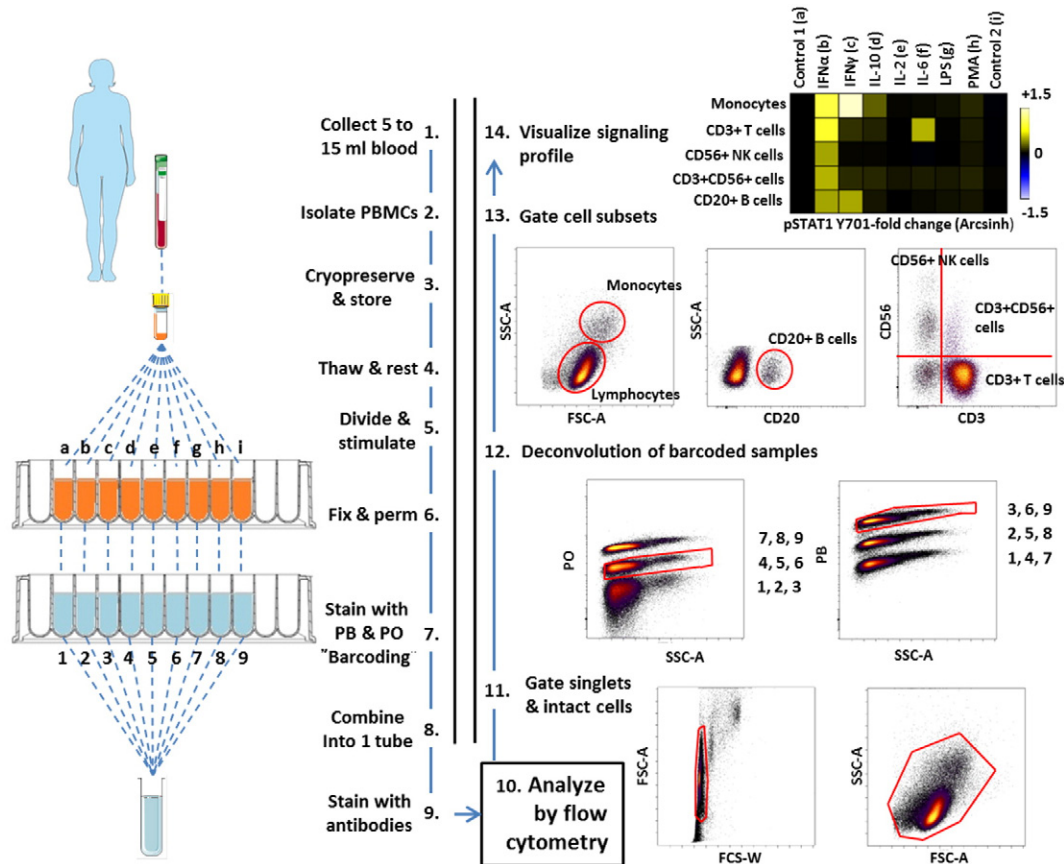 Collect 5 to
15 ml blood
1.
Isolate PBMCs
2.
Cryopreserve
& store
3.
Thaw & rest
4.
Divide &
stimulate
5.
a b c d e f g h i
Fix & perm
6.
Stain with
PB & PO
"Barcoding"
7.
1 2 3 4 5 6 7 8 9
Combine
Into 1 tube
8.
Stain with
antibodies
9.
10. Analyze
by flow
cytometry
11. Gate singlets
& intact cells
FSC-A
FCS-W
SSC-A
FSC-A
12. Deconvolution of barcoded samples
PO
7, 8, 9
4, 5, 6
1, 2, 3
SSC-A
PB
3, 6, 9
2, 5, 8
1, 4, 7
SSC-A
13. Gate cell subsets
SSC-A
Monocytes
Lymphocytes
FSC-A
SSC-A
CD20+ B cells
CD20
CD56
CD56+ NK cells
CD3+CD56+
cells
CD3+ T cells
CD3
14. Visualize signaling
profile
Control 1 (a)
IFNα (b)
IFNγ (c)
IL-10 (d)
IL-2 (e)
IL-6 (f)
LPS (g)
PMA (h)
Control 2 (i)
Monocytes
CD3+ T cells
CD56+ NK cells
CD3+CD56+ cells
CD20+ B cells
+1.5
0
-1.5
pSTAT1 Y701-fold change (Arcsinh)